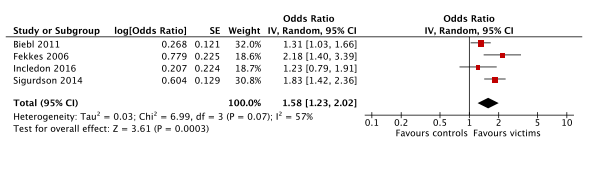 Odds Ratio Odds Ratio
Study or Subgroup log[Odds Ratio] SE Weight IV, Random, 95% CI IV, Random, 95% CI
Biebl 2011 0.268 0.121 32.0% 1.31 [1.03, 1.66]
Fekkes 2006 0.779 0.225 18.6% 2.18 [1.40, 3.39]
Incledon 2016 0.207 0.224 18.7% 1.23 [0.79, 1.91]
Sigurdson 2014 0.604 0.129 30.8% 1.83 [1.42, 2.36]
Total (95% CI) 100.0% 1.58 [1.23, 2.02]
Heterogeneity: Tau² = 0.03; Chi² = 6.99, df = 3 (P = 0.07); I² = 57%
Test for overall effect: Z = 3.61 (P = 0.0003)
0.1 0.2 0.5 1 2 5 10
Favours controls Favours victims